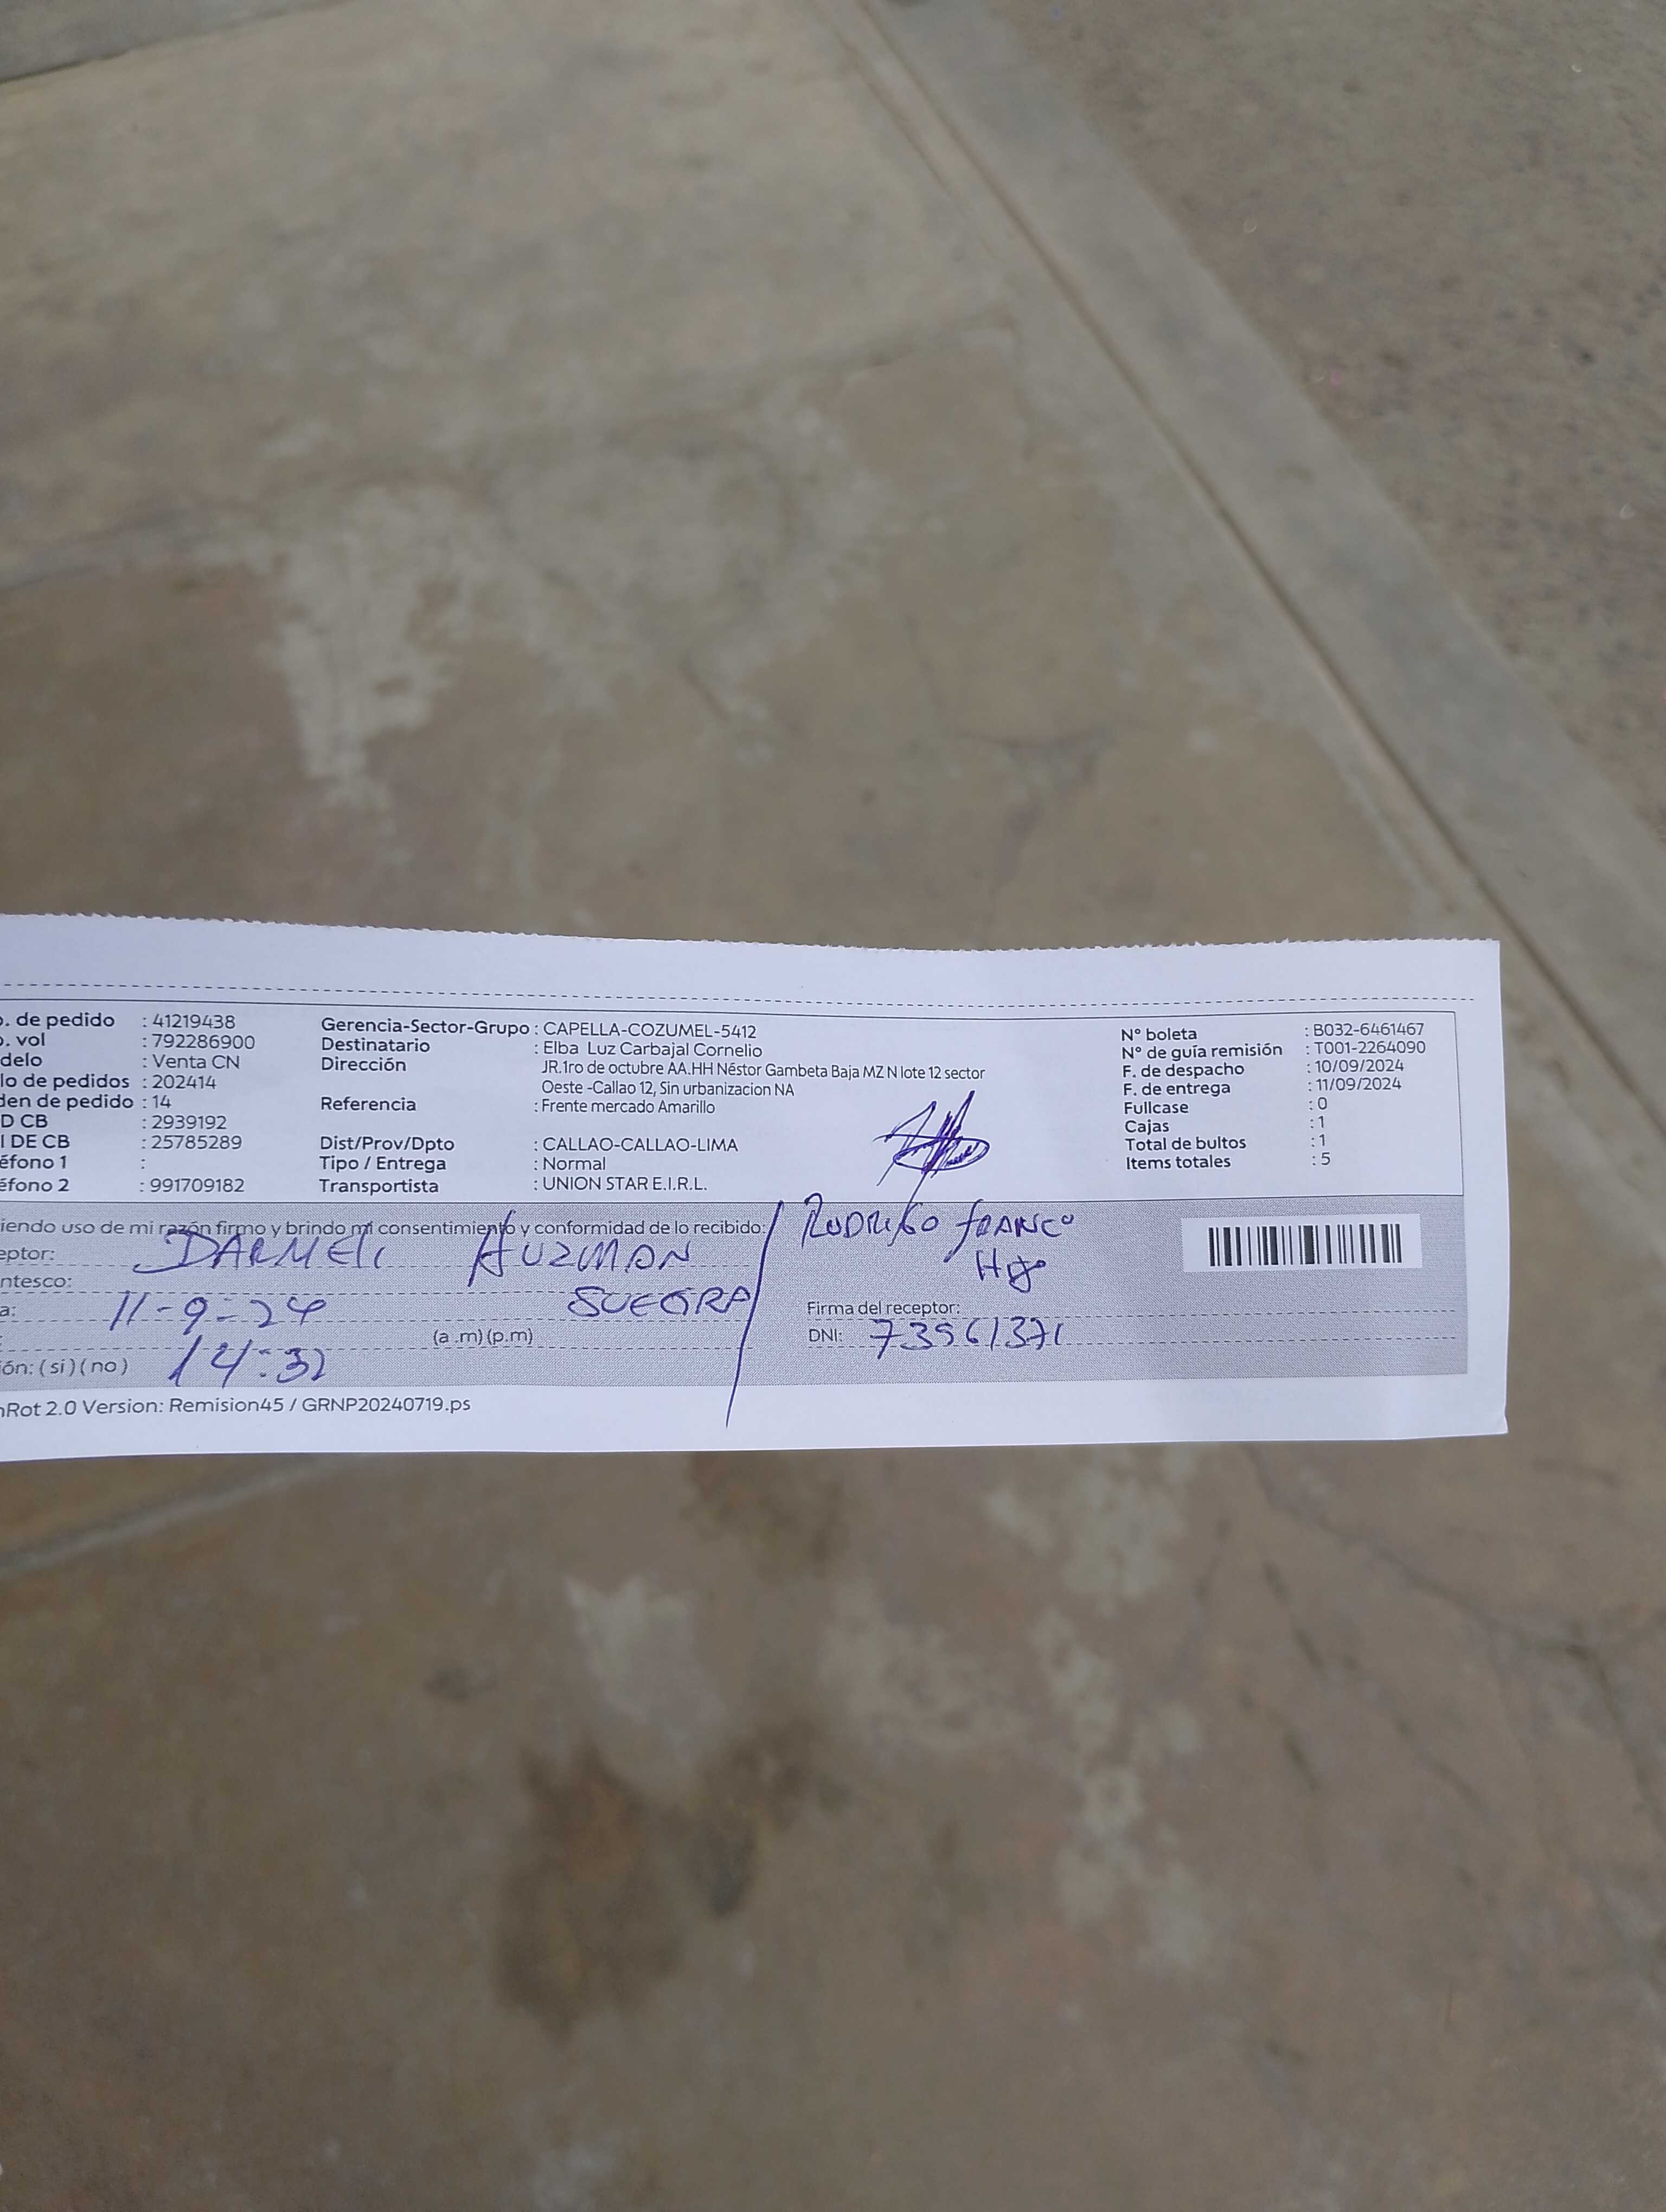 . de pedido : 41219438
. vol : 792286900
delo : Venta CN
lo de pedidos : 202414
den de pedido : 14
D CB : 2939192
I DE CB : 25785289
éfono 1 :
éfono 2 : 991709182
Gerencia-Sector-Grupo : CAPELLA-COZUMEL-5412
Destinatario : Elba Luz Carbajal Cornelio
Dirección JR.1ro de octubre AA.HH Néstor Gambeta Baja MZ N lote 12 sector
Oeste -Callao 12, Sin urbanizacion NA
Referencia : Frente mercado Amarillo
Dist/Prov/Dpto : CALLAO-CALLAO-LIMA
Tipo / Entrega : Normal
Transportista : UNION STAR E.I.R.L.
N° boleta : B032-6461467
N° de guía remisión : T001-2264090
F. de despacho : 10/09/2024
F. de entrega : 11/09/2024
Fullcase : 0
Cajas : 1
Total de bultos : 1
Items totales : 5
iendo uso de mi razón firmo y brindo mi consentimiento y conformidad de lo recibido:
eptor: DARMELI HUZMAN
ntesco: SUEGRA
a: 11-9-24
(a .m) (p.m)
14:32
ión: ( si ) ( no )
RODRIGO FRANCO
Hijo
Firma del receptor:
DNI: 73561371
nRot 2.0 Version: Remision45 / GRNP20240719.ps